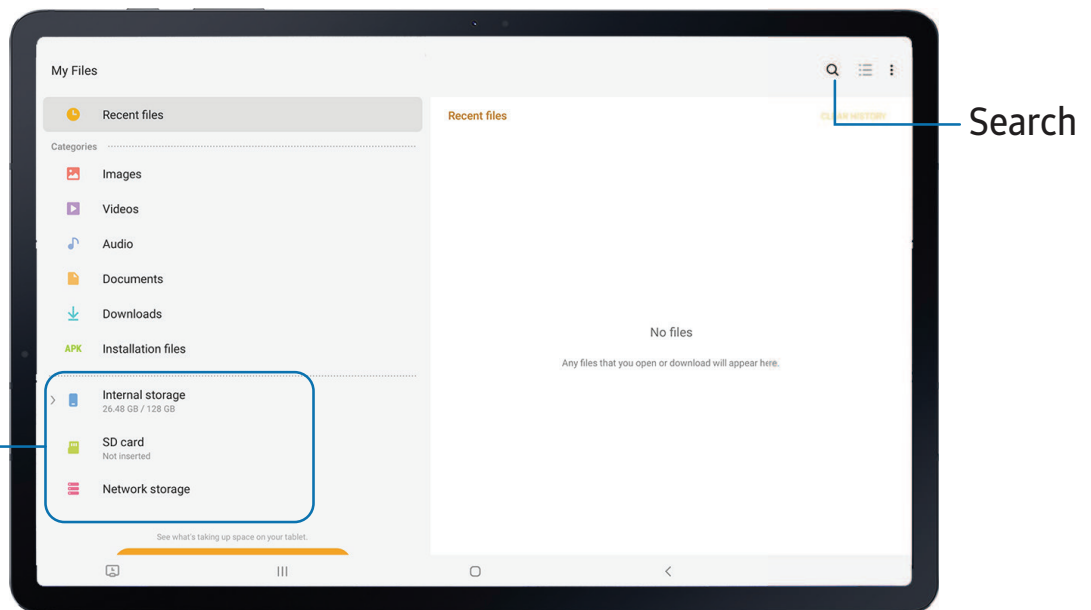 My Files
Recent files
Categories
Images
Videos
Audio
Documents
Downloads
APK Installation files
Internal storage
26.48 GB / 128 GB
SD card
Not inserted
Network storage
See what's taking up space on your tablet.
Recent files
CLEAR HISTORY
No files
Any files that you open or download will appear here.
Search